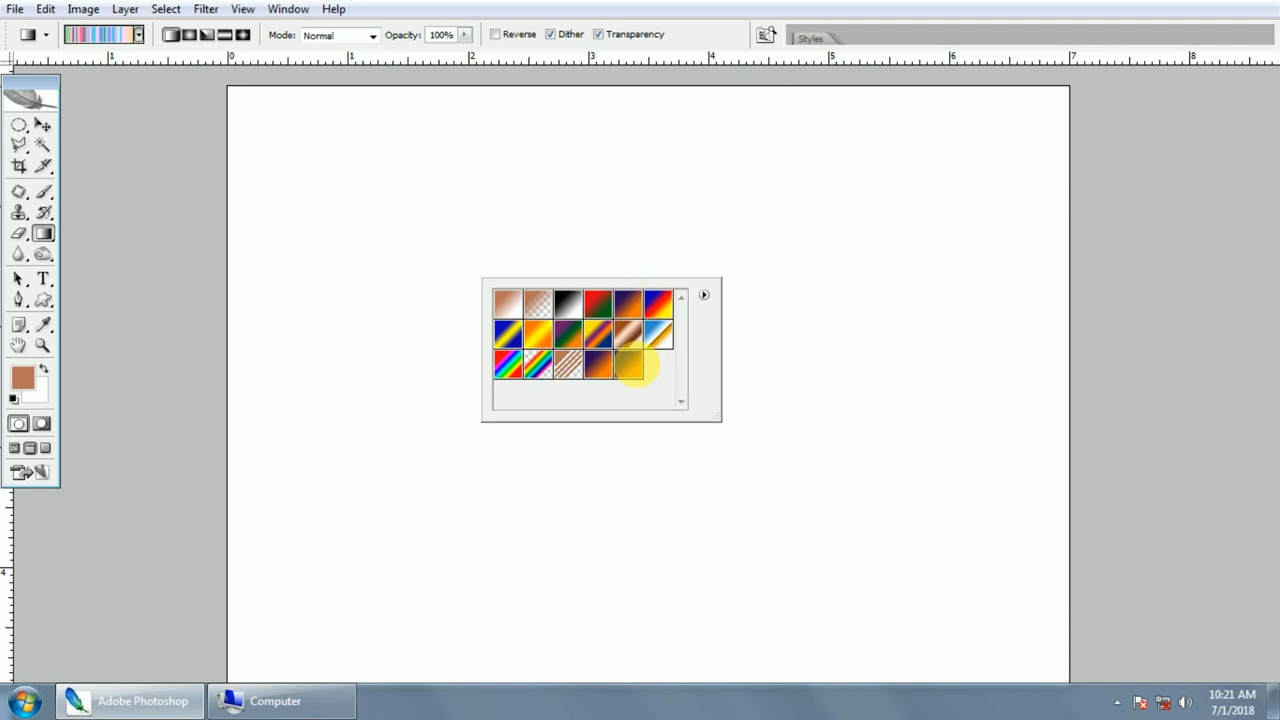 File Edit Image Layer Select Filter View Window Help
Mode: Normal Opacity: 100% Reverse Dither Transparency Styles
1 0 1 2 3 4 5 6 7 8
T
4
Adobe Photoshop Computer 10:21 AM
7/1/2018